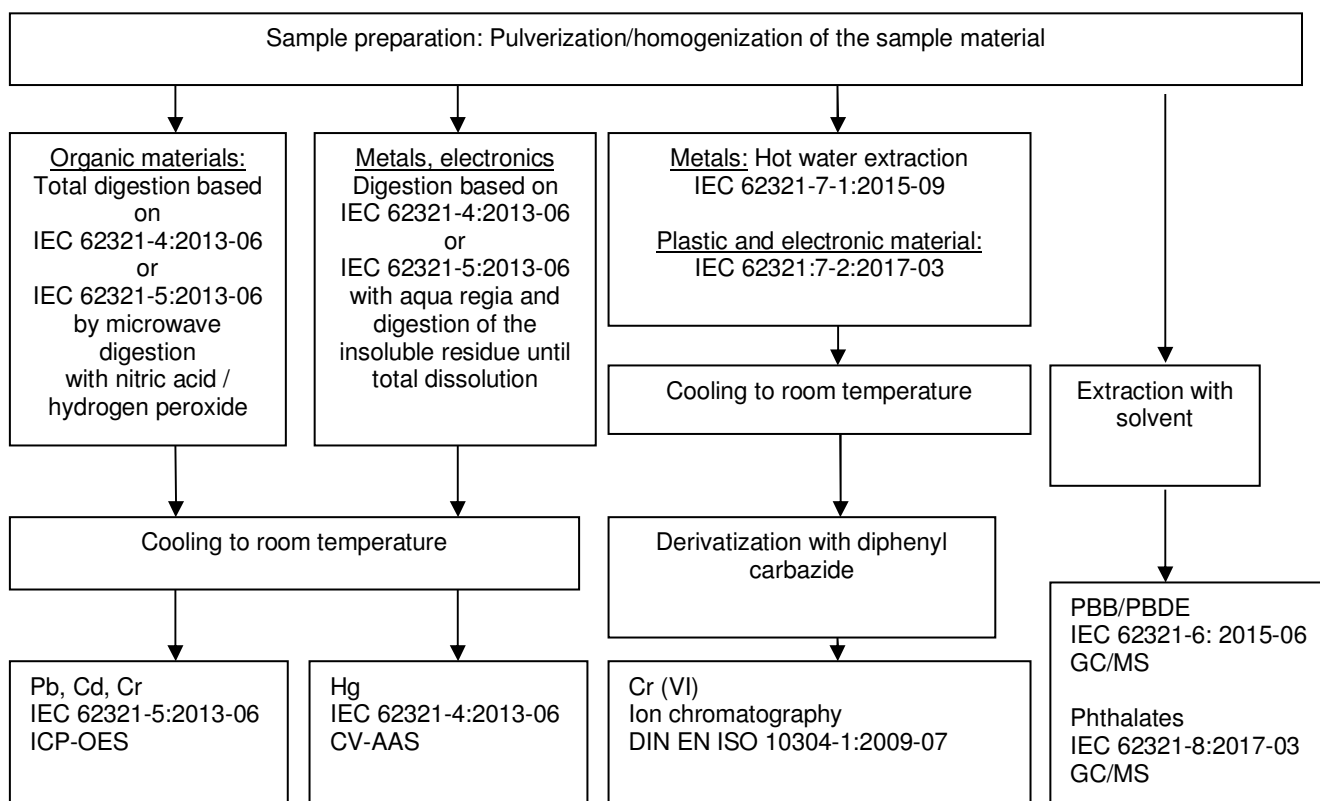 Sample preparation: Pulverization/homogenization of the sample material
Organic materials:
Total digestion based
on
IEC 62321-4:2013-06
or
IEC 62321-5:2013-06
by microwave
digestion
with nitric acid /
hydrogen peroxide
Metals, electronics
Digestion based on
IEC 62321-4:2013-06
or
IEC 62321-5:2013-06
with aqua regia and
digestion of the
insoluble residue until
total dissolution
Metals: Hot water extraction
IEC 62321-7-1:2015-09
Plastic and electronic material:
IEC 62321:7-2:2017-03
Cooling to room temperature
Extraction with
solvent
Cooling to room temperature
Derivatization with diphenyl
carbazide
Pb, Cd, Cr
IEC 62321-5:2013-06
ICP-OES
Hg
IEC 62321-4:2013-06
CV-AAS
Cr (VI)
Ion chromatography
DIN EN ISO 10304-1:2009-07
PBB/PBDE
IEC 62321-6: 2015-06
GC/MS
Phthalates
IEC 62321-8:2017-03
GC/MS